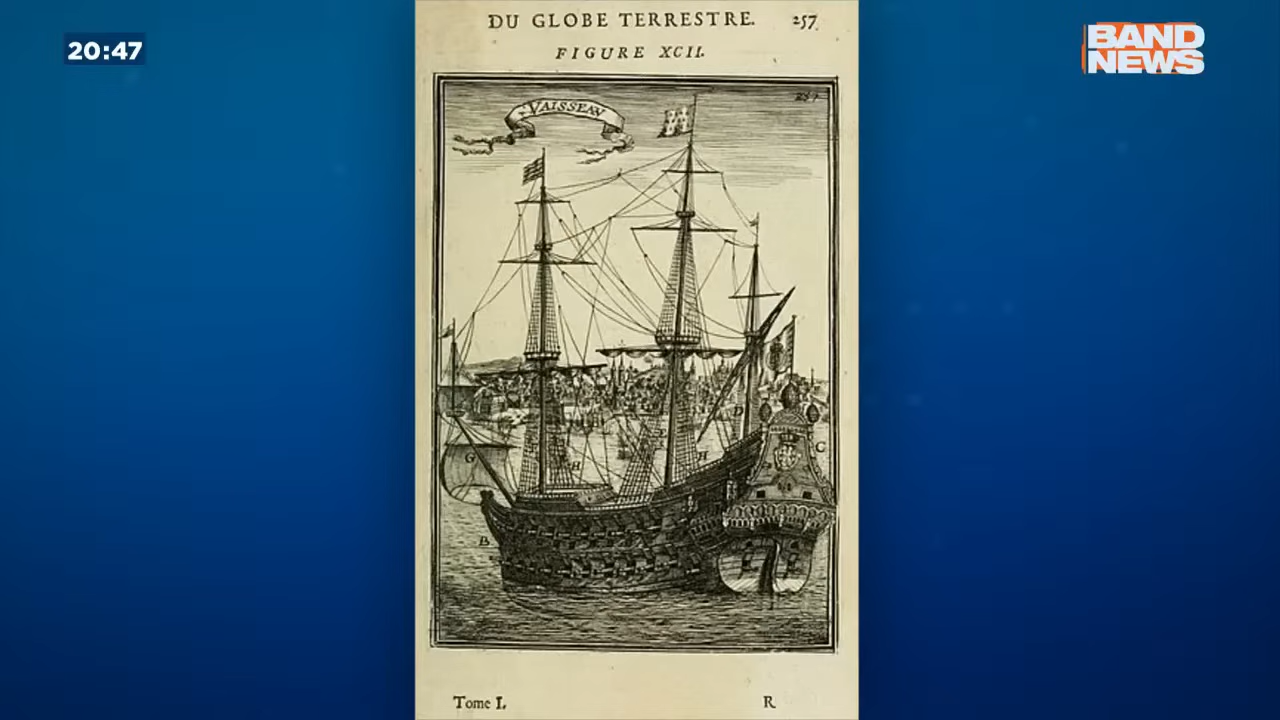 20:47
BAND
NEWS
DU GLOBE TERRESTRE. 257.
FIGURE XCII.
VAISSEAU
D
C
E
G
H
H
B
Tome I.
R